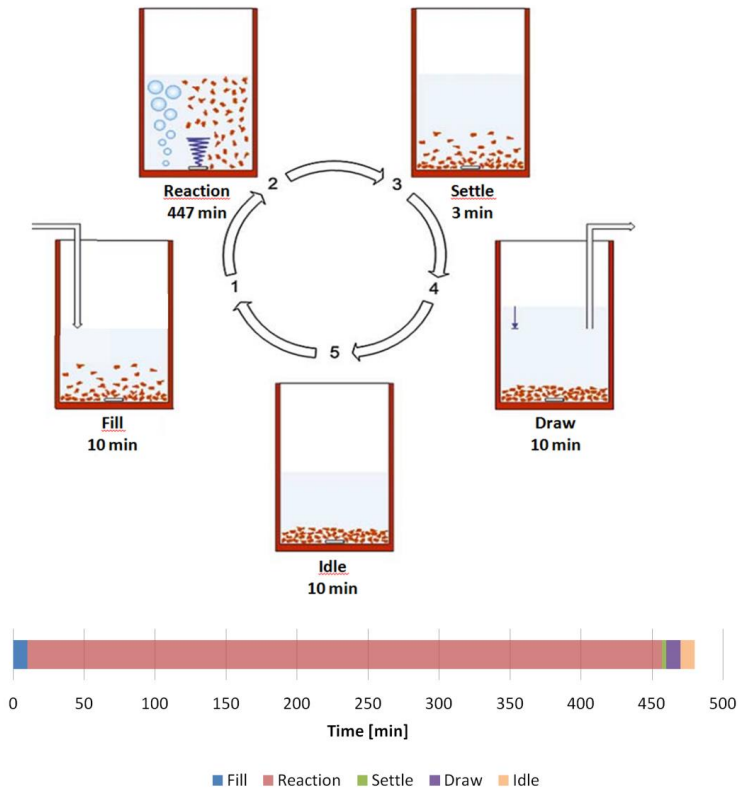 Reaction
447 min
Settle
3 min
2
3
1
4
5
Fill
10 min
Draw
10 min
Idle
10 min
0 50 100 150 200 250 300 350 400 450 500
Time [min]
Fill Reaction Settle Draw Idle